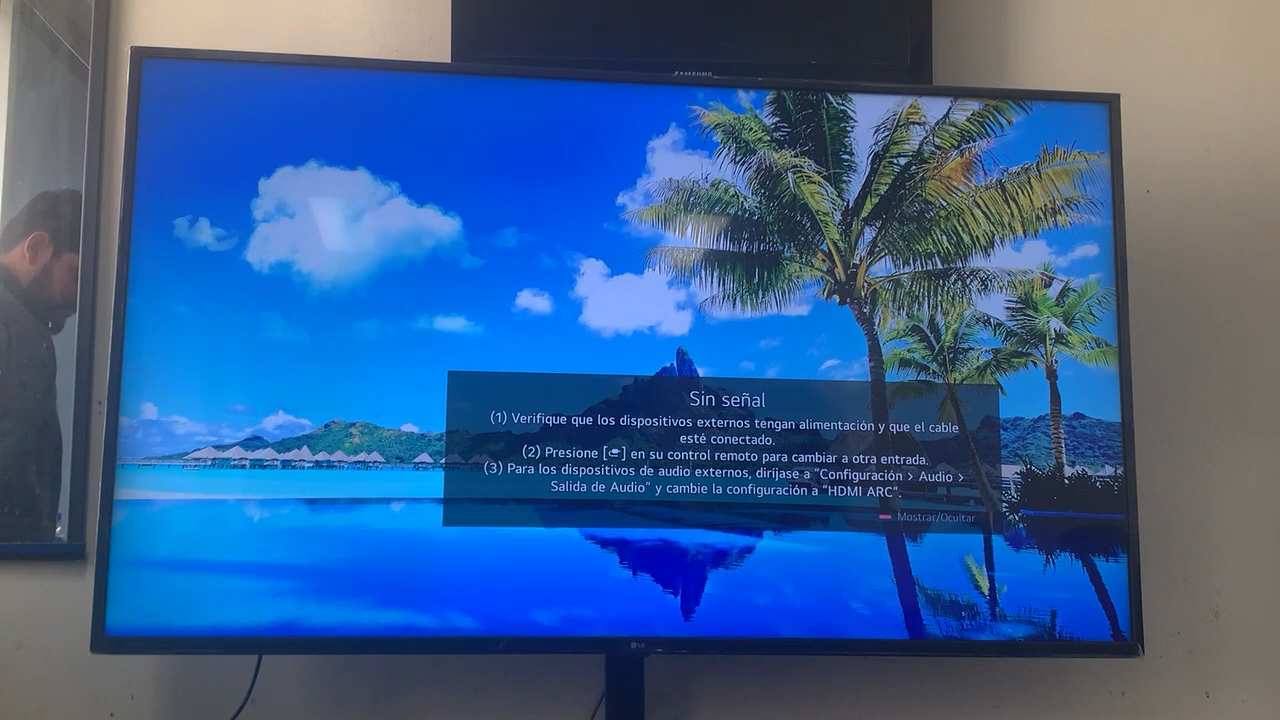 SAMSUNG
Sin señal
(1) Verifique que los dispositivos externos tengan alimentación y que el cable
esté conectado.
(2) Presione [ ] en su control remoto para cambiar a otra entrada.
(3) Para los dispositivos de audio externos, diríjase a "Configuración > Audio >
Salida de Audio" y cambie la configuración a "HDMI ARC".
Mostrar/Ocultar
LG